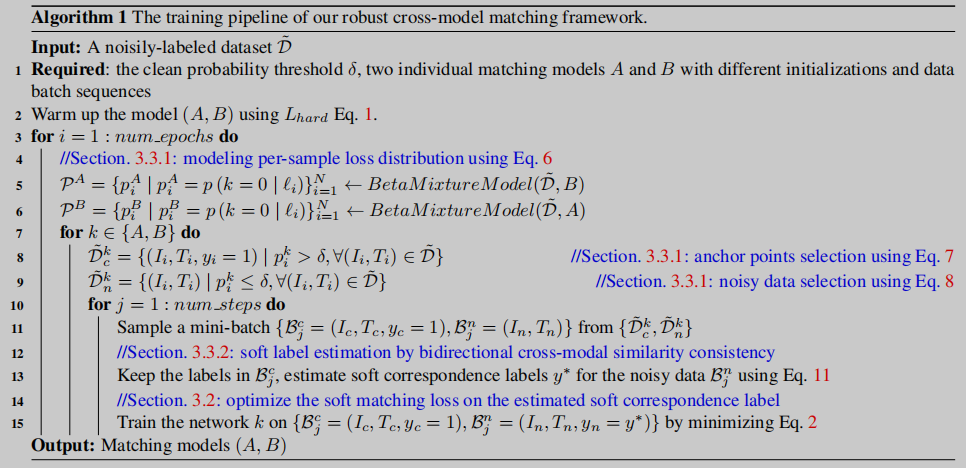 Algorithm 1 The training pipeline of our robust cross-model matching framework.
Input: A noisily-labeled dataset $\tilde{\mathcal{D}}$
1 Required: the clean probability threshold $\delta$, two individual matching models $A$ and $B$ with different initializations and data
batch sequences
2 Warm up the model $(A, B)$ using $L_{hard}$ Eq. 1.
3 for $i = 1 : num\_epochs$ do
4 //Section. 3.3.1: modeling per-sample loss distribution using Eq. 6
5 $\mathcal{P}^A = \{p_i^A \mid p_i^A = p(k = 0 \mid \ell_i)\}_{i=1}^N \leftarrow BetaMixtureModel(\tilde{\mathcal{D}}, B)$
6 $\mathcal{P}^B = \{p_i^B \mid p_i^B = p(k = 0 \mid \ell_i)\}_{i=1}^N \leftarrow BetaMixtureModel(\tilde{\mathcal{D}}, A)$
7 for $k \in \{A, B\}$ do
8 $\tilde{\mathcal{D}}_c^k = \{(I_i, T_i, y_i = 1) \mid p_i^k > \delta, \forall (I_i, T_i) \in \tilde{\mathcal{D}}\}$ //Section. 3.3.1: anchor points selection using Eq. 7
9 $\tilde{\mathcal{D}}_n^k = \{(I_i, T_i) \mid p_i^k \leq \delta, \forall (I_i, T_i) \in \tilde{\mathcal{D}}\}$ //Section. 3.3.1: noisy data selection using Eq. 8
10 for $j = 1 : num\_steps$ do
11 Sample a mini-batch $\{\mathcal{B}_j^c = (I_c, T_c, y_c = 1), \mathcal{B}_j^n = (I_n, T_n)\}$ from $\{\tilde{\mathcal{D}}_c^k, \tilde{\mathcal{D}}_n^k\}$
12 //Section. 3.3.2: soft label estimation by bidirectional cross-modal similarity consistency
13 Keep the labels in $\mathcal{B}_j^c$, estimate soft correspondence labels $y^*$ for the noisy data $\mathcal{B}_j^n$ using Eq. 11
14 //Section. 3.2: optimize the soft matching loss on the estimated soft correspondence label
15 Train the network $k$ on $\{\mathcal{B}_j^c = (I_c, T_c, y_c = 1), \mathcal{B}_j^n = (I_n, T_n, y_n = y^*)\}$ by minimizing Eq. 2
Output: Matching models $(A, B)$